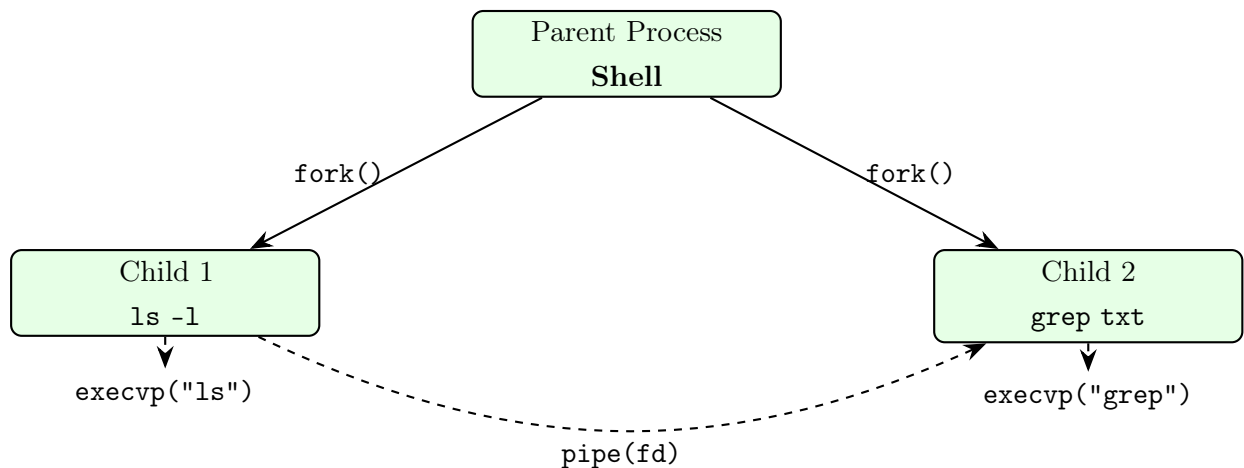 Parent Process
Shell
fork()
fork()
Child 1
ls -l
Child 2
grep txt
execvp("ls")
execvp("grep")
pipe(fd)